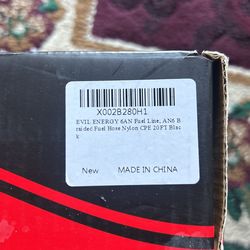 X002B280H1
EVIL ENERGY 6AN Fuel Line, AN6 B
raided Fuel Hose Nylon CPE 20FT Blac
k
New MADE IN CHINA